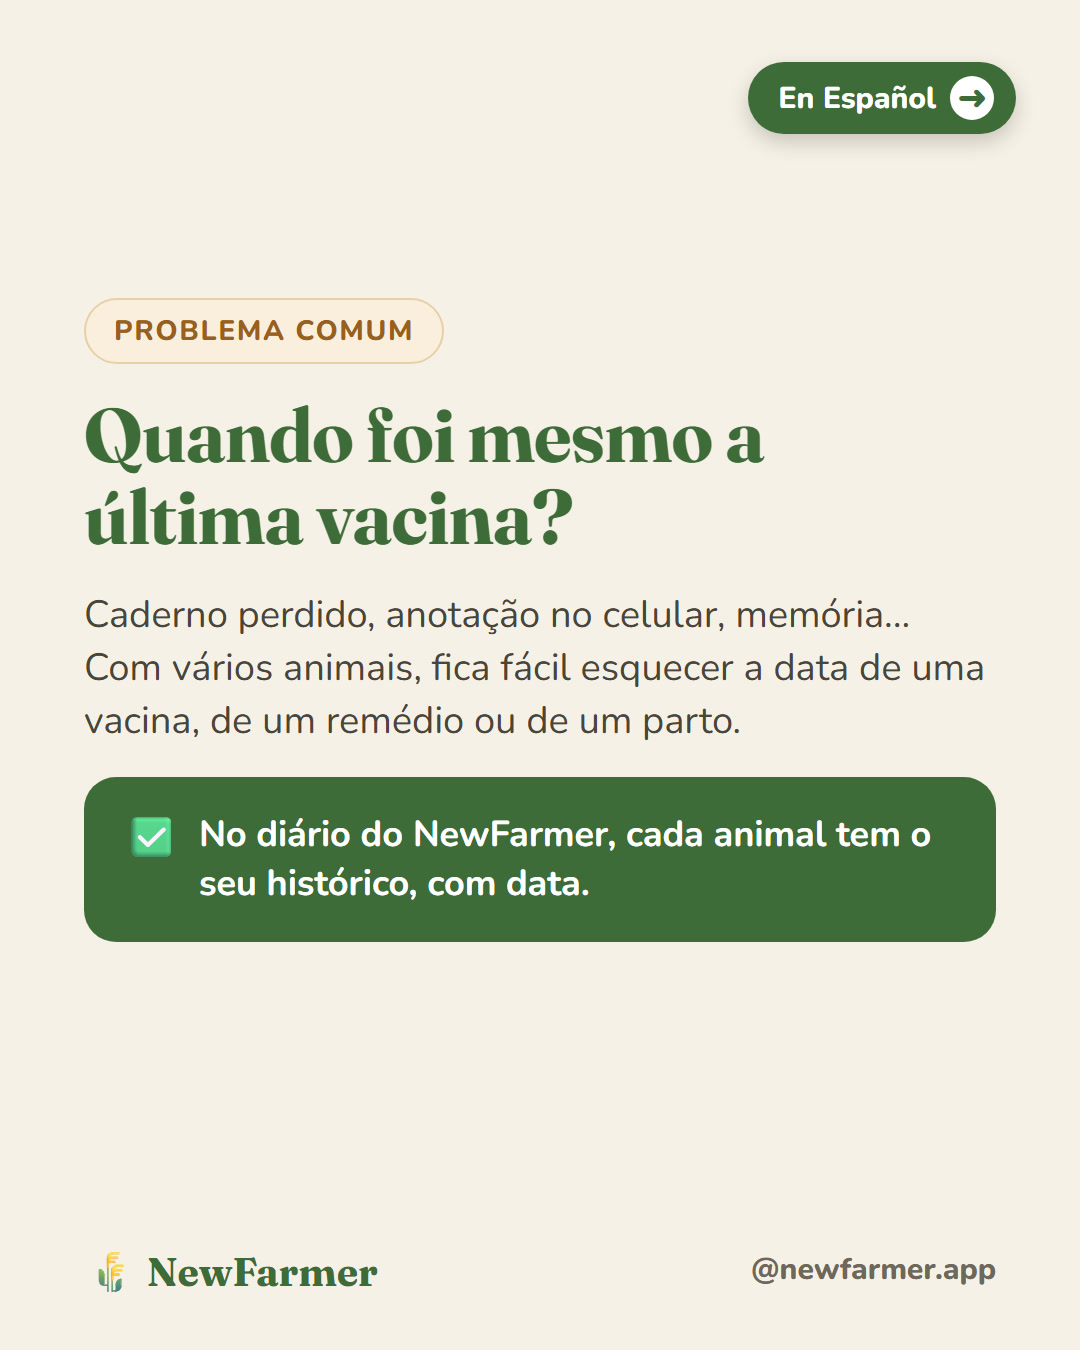 En Español
PROBLEMA COMUM
Quando foi mesmo a
última vacina?
Caderno perdido, anotação no celular, memória...
Com vários animais, fica fácil esquecer a data de uma
vacina, de um remédio ou de um parto.
No diário do NewFarmer, cada animal tem o
seu histórico, com data.
NewFarmer
@newfarmer.app